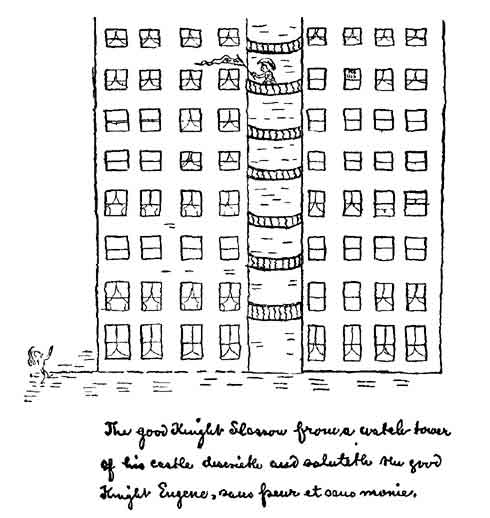 The good Knight Slosson from a watch tower
of his castle desrieth and saluteth the good
Knight Eugene, sans peur et sans monie.